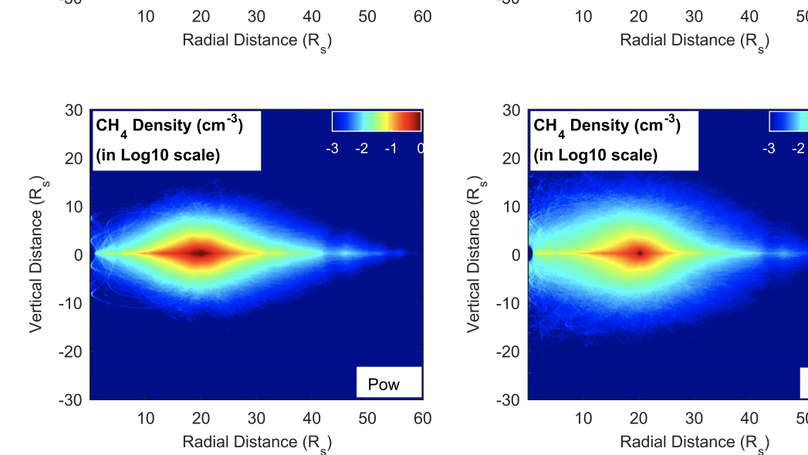 -30
-30
10 20 30 40 50 60
10 20 30 40
Radial Distance (Rs)
Radial Distance (Rs)
30
20
10
0
-10
-20
-30
Vertical Distance (Rs)
CH4 Density (cm-3)
(in Log10 scale)
-3 -2 -1 0
Pow
10 20 30 40 50 60
Radial Distance (Rs)
30
20
10
0
-10
-20
-30
Vertical Distance (Rs)
CH4 Density (cm-3)
(in Log10 scale)
-3 -2
10 20 30 40
Radial Distance (Rs)